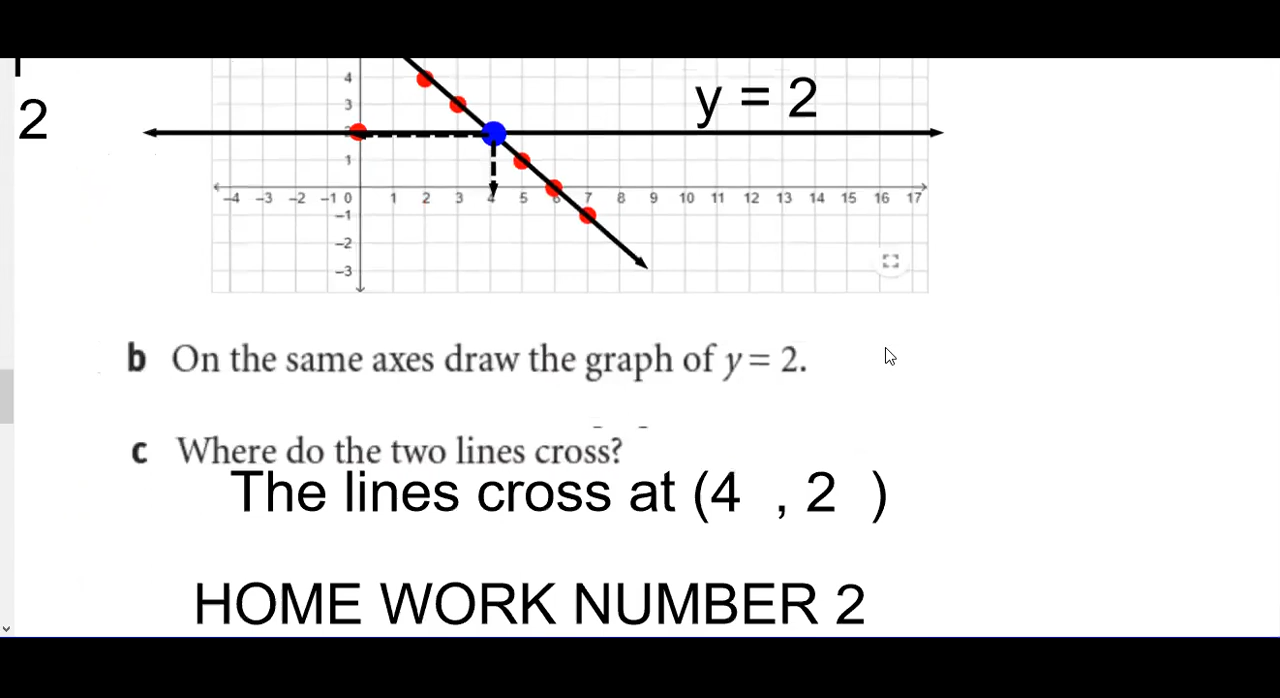 2
4
3
y = 2
1
-4 -3 -2 -1 0 1 2 3 4 5 6 7 8 9 10 11 12 13 14 15 16 17
-1
-2
-3
b On the same axes draw the graph of y = 2.
c Where do the two lines cross?
The lines cross at (4 , 2 )
HOME WORK NUMBER 2